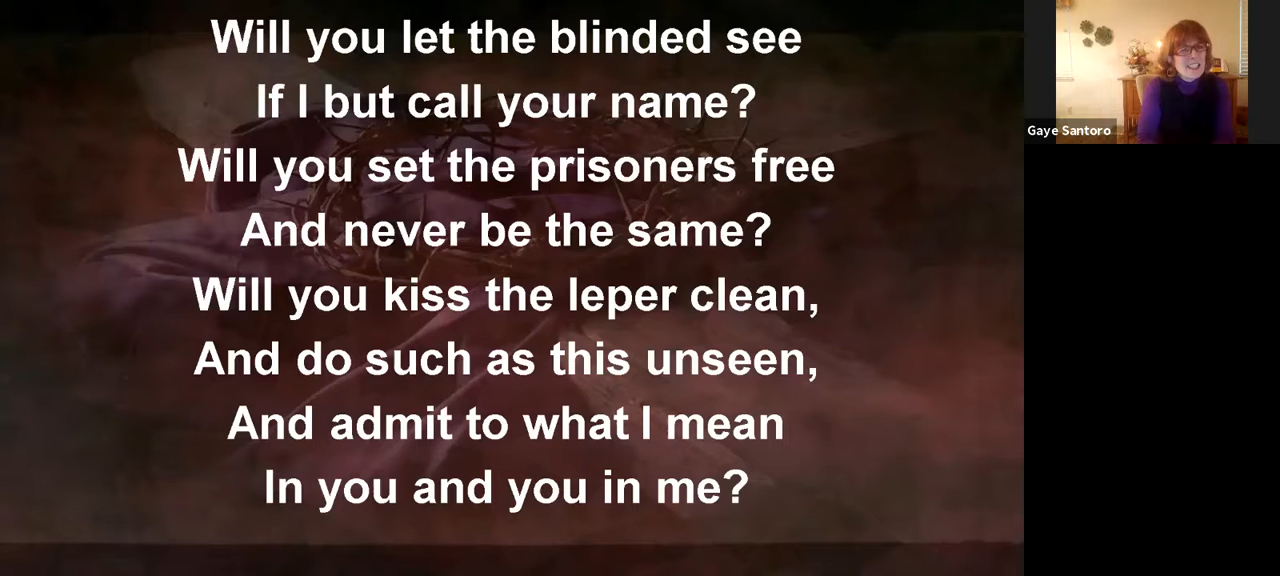 Will you let the blinded see
If I but call your name?
Will you set the prisoners free
And never be the same?
Will you kiss the leper clean,
And do such as this unseen,
And admit to what I mean
In you and you in me?
Gaye Santoro